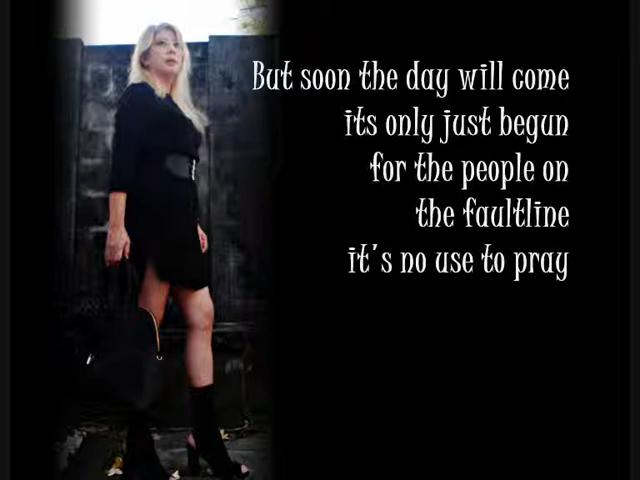 But soon the day will come
its only just begun
for the people on
the faultline
it's no use to pray